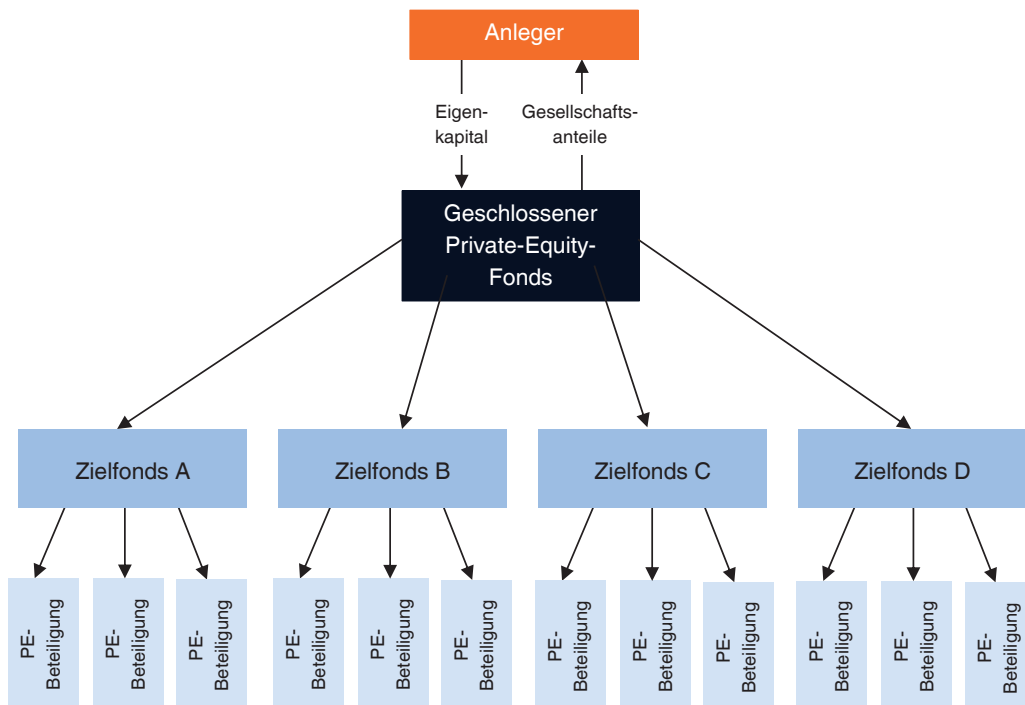 Anleger
Eigen-
kapital
Gesellschafts-
anteile
Geschlossener
Private-Equity-
Fonds
Zielfonds A
Zielfonds B
Zielfonds C
Zielfonds D
PE-
Beteiligung
PE-
Beteiligung
PE-
Beteiligung
PE-
Beteiligung
PE-
Beteiligung
PE-
Beteiligung
PE-
Beteiligung
PE-
Beteiligung
PE-
Beteiligung
PE-
Beteiligung
PE-
Beteiligung
PE-
Beteiligung